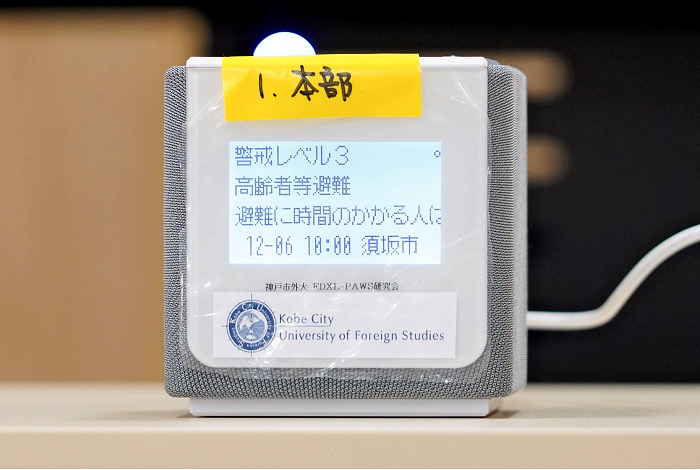 1. 本部
警戒レベル3
高齢者等避難
避難に時間のかかる人は
12-06 10:00 須坂市
神戸市外大 EDXL-PAWS研究会
Kobe City
University of Foreign Studies